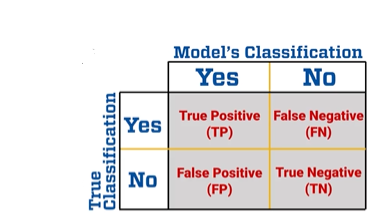 Model's Classification
Yes
No
True
Classification
Yes
True Positive
(TP)
False Negative
(FN)
No
False Positive
(FP)
True Negative
(TN)